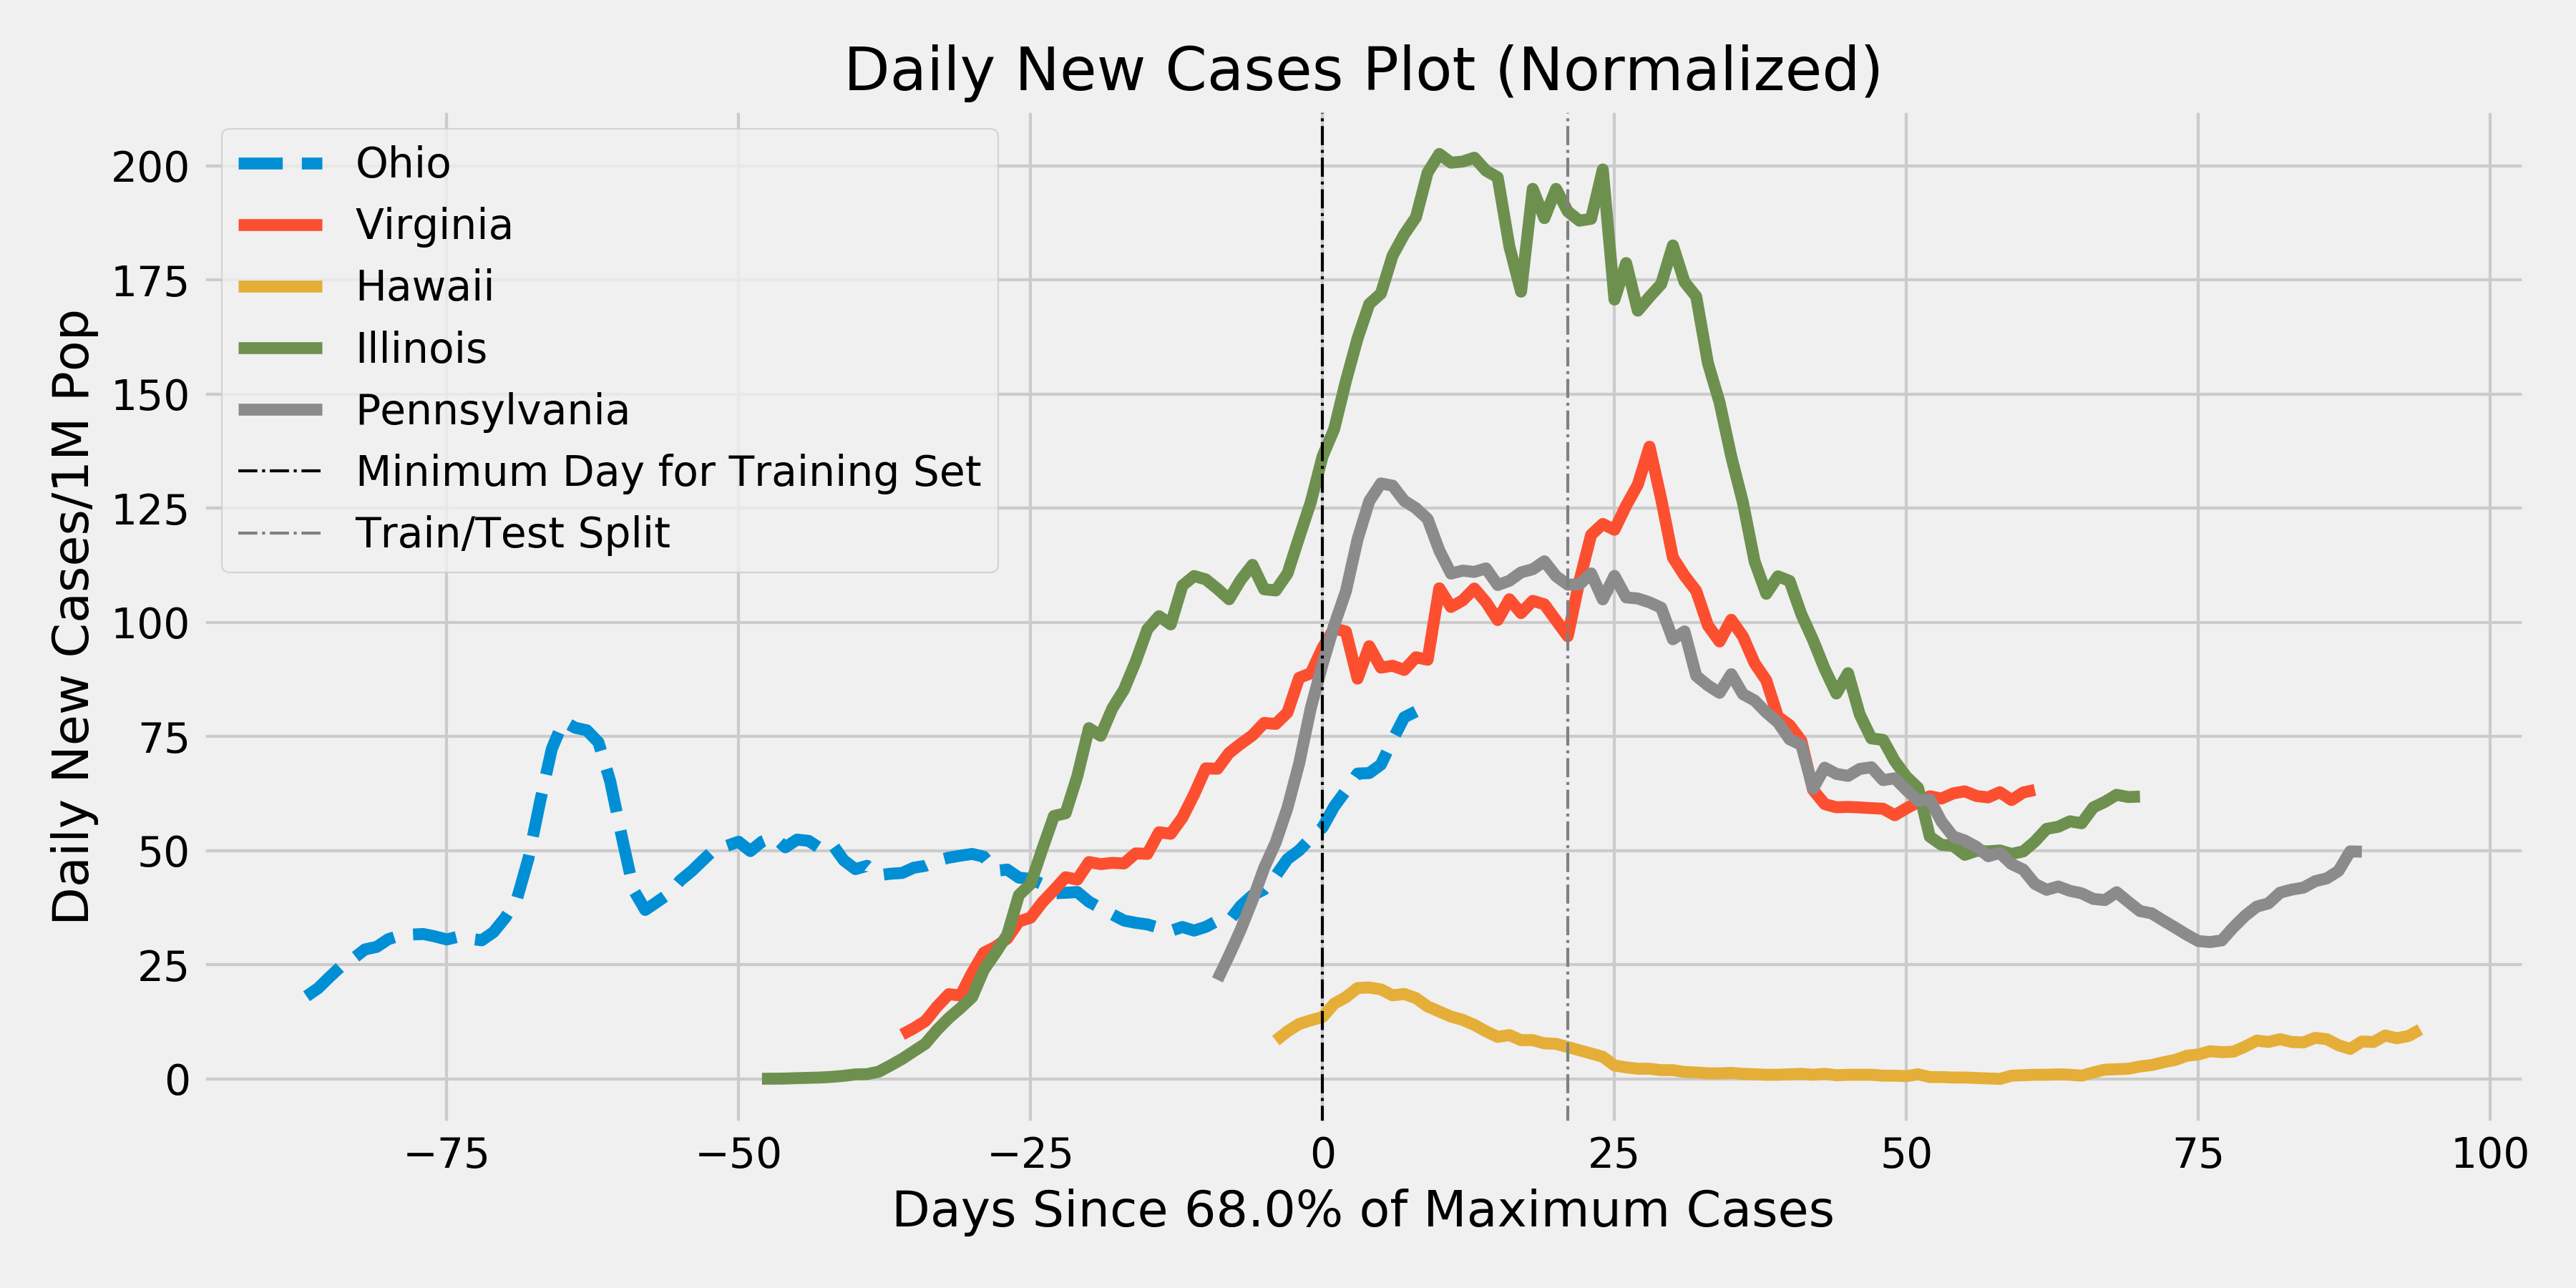 Daily New Cases Plot (Normalized)
Daily New Cases/1M Pop
200
175
150
125
100
75
50
25
0
Ohio
Virginia
Hawaii
Illinois
Pennsylvania
Minimum Day for Training Set
Train/Test Split
−75 −50 −25 0 25 50 75 100
Days Since 68.0% of Maximum Cases